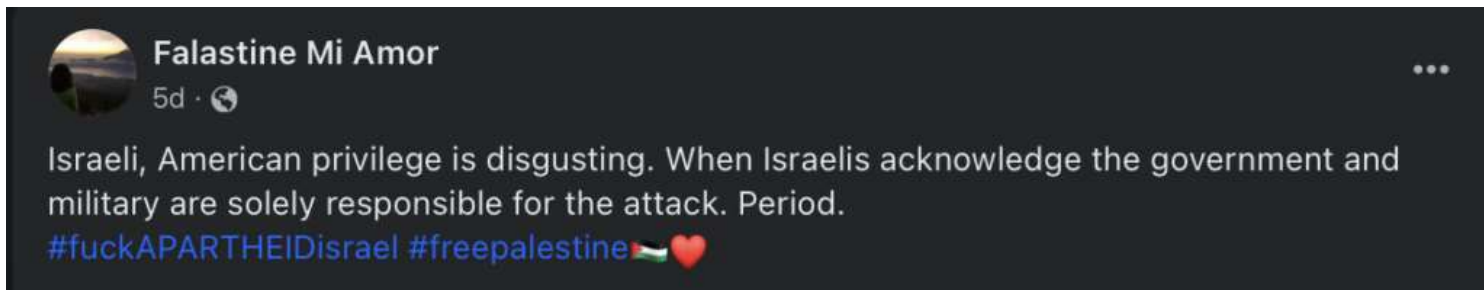 Falastine Mi Amor
5d ·
Israeli, American privilege is disgusting. When Israelis acknowledge the government and
military are solely responsible for the attack. Period.
#fuckAPARTHEIDisrael #freepalestine🇵🇸❤️